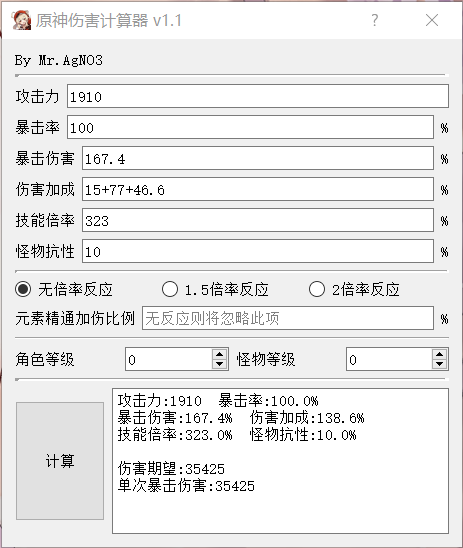 原神伤害计算器 v1.1
By Mr.AgNO3
攻击力 1910
暴击率 100 %
暴击伤害 167.4 %
伤害加成 15+77+46.6 %
技能倍率 323 %
怪物抗性 10 %
无倍率反应 1.5倍率反应 2倍率反应
元素精通加伤比例 无反应则将忽略此项 %
角色等级 0 怪物等级 0
计算
攻击力:1910 暴击率:100.0%
暴击伤害:167.4% 伤害加成:138.6%
技能倍率:323.0% 怪物抗性:10.0%
伤害期望:35425
单次暴击伤害:35425